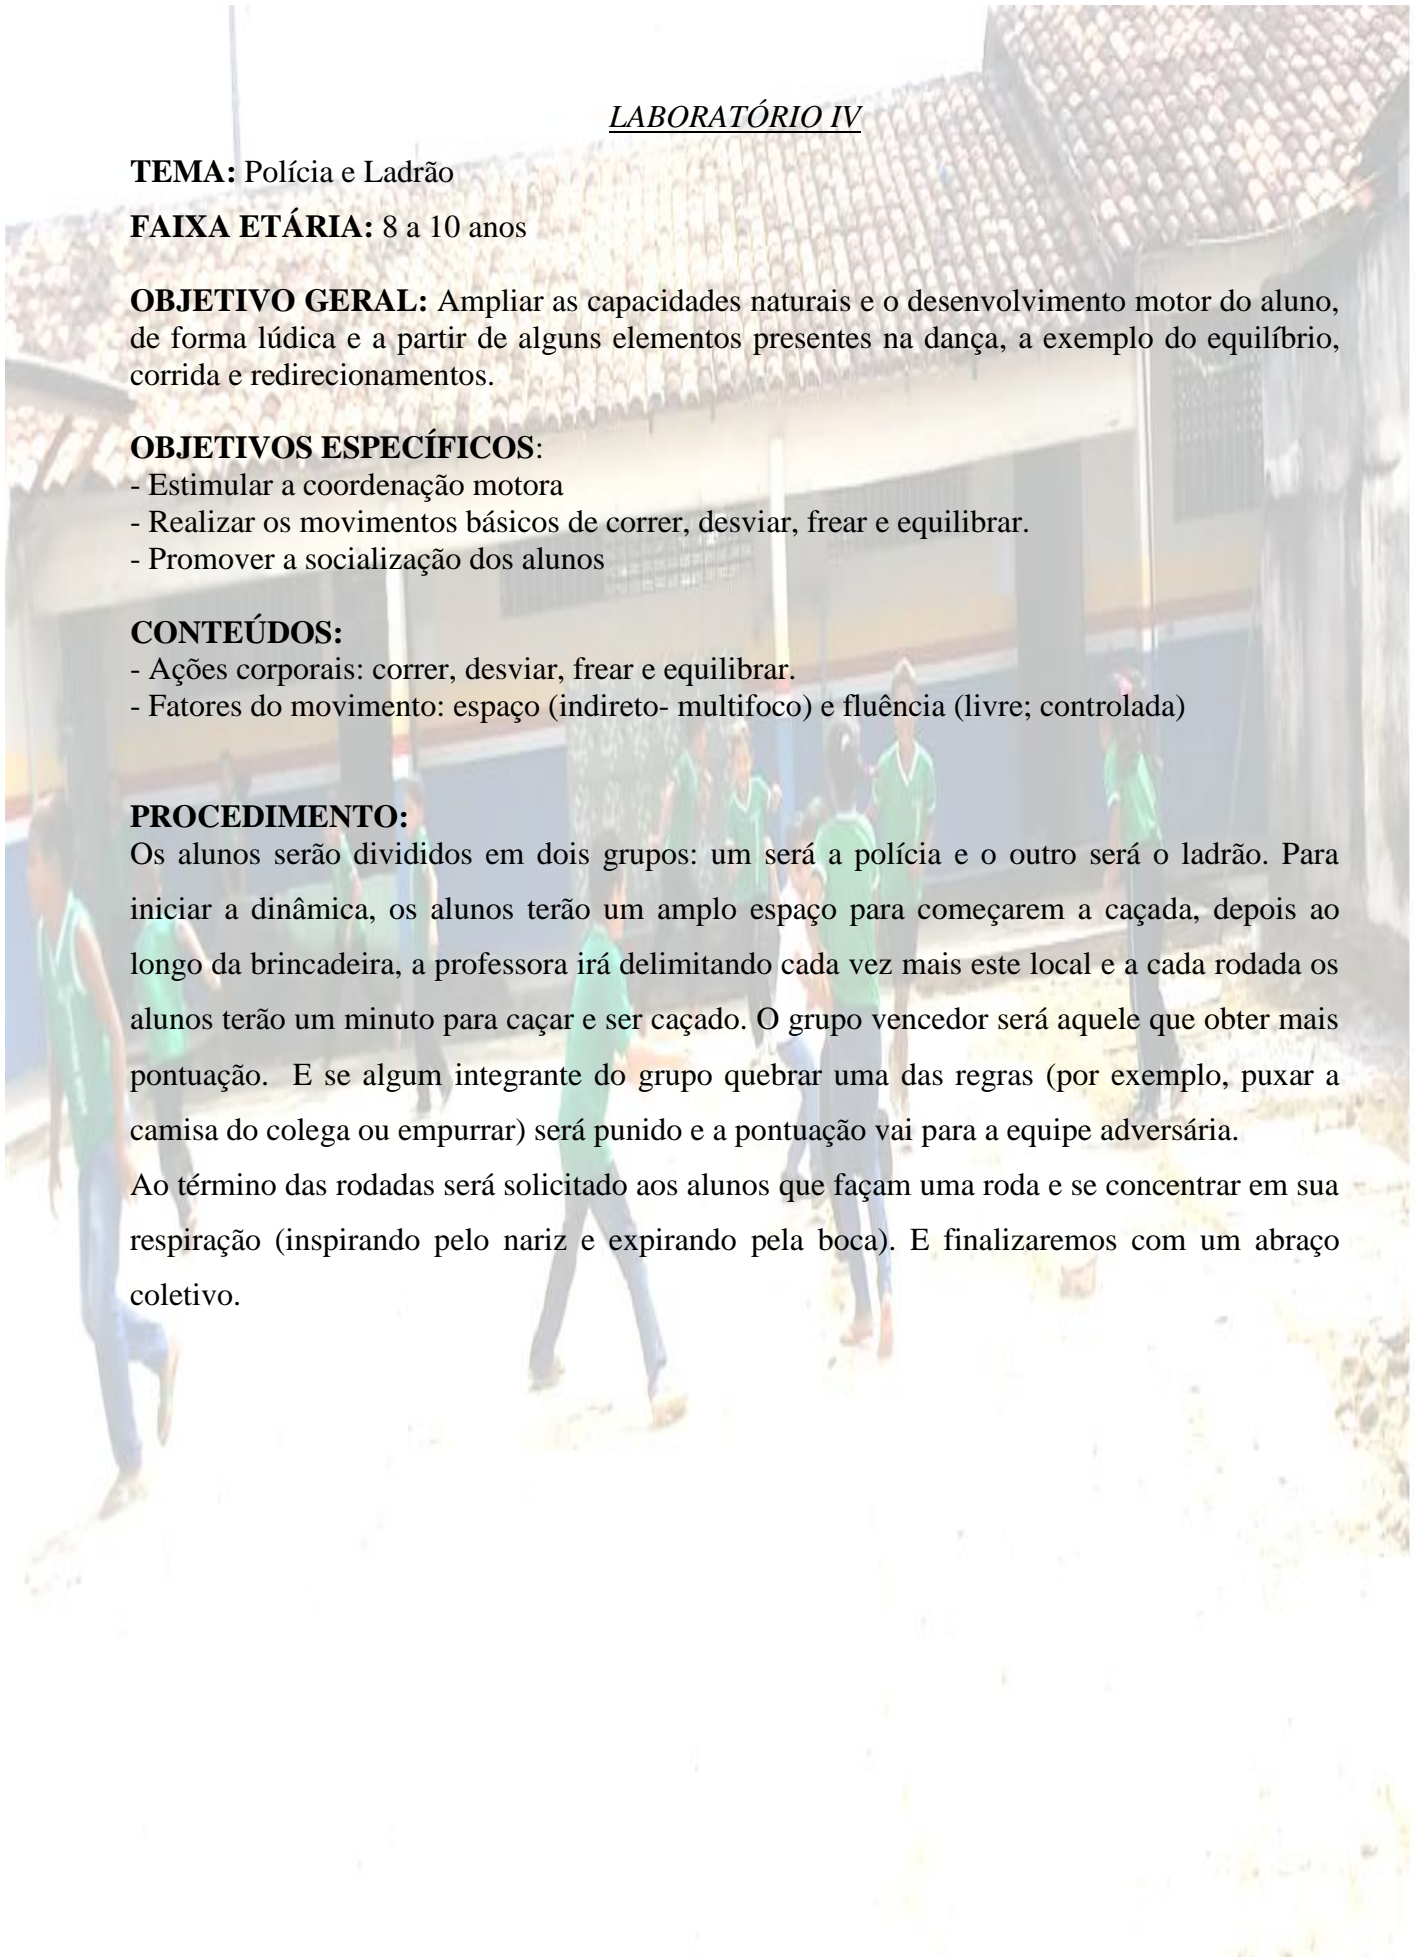 LABORATÓRIO IV
TEMA: Polícia e Ladrão
FAIXA ETÁRIA: 8 a 10 anos
OBJETIVO GERAL: Ampliar as capacidades naturais e o desenvolvimento motor do aluno,
de forma lúdica e a partir de alguns elementos presentes na dança, a exemplo do equilíbrio,
corrida e redirecionamentos.
OBJETIVOS ESPECÍFICOS:
- Estimular a coordenação motora
- Realizar os movimentos básicos de correr, desviar, frear e equilibrar.
- Promover a socialização dos alunos
CONTEÚDOS:
- Ações corporais: correr, desviar, frear e equilibrar.
- Fatores do movimento: espaço (indireto- multifoco) e fluência (livre; controlada)
PROCEDIMENTO:
Os alunos serão divididos em dois grupos: um será a polícia e o outro será o ladrão. Para
iniciar a dinâmica, os alunos terão um amplo espaço para começarem a caçada, depois ao
longo da brincadeira, a professora irá delimitando cada vez mais este local e a cada rodada os
alunos terão um minuto para caçar e ser caçado. O grupo vencedor será aquele que obter mais
pontuação. E se algum integrante do grupo quebrar uma das regras (por exemplo, puxar a
camisa do colega ou empurrar) será punido e a pontuação vai para a equipe adversária.
Ao término das rodadas será solicitado aos alunos que façam uma roda e se concentrar em sua
respiração (inspirando pelo nariz e expirando pela boca). E finalizaremos com um abraço
coletivo.